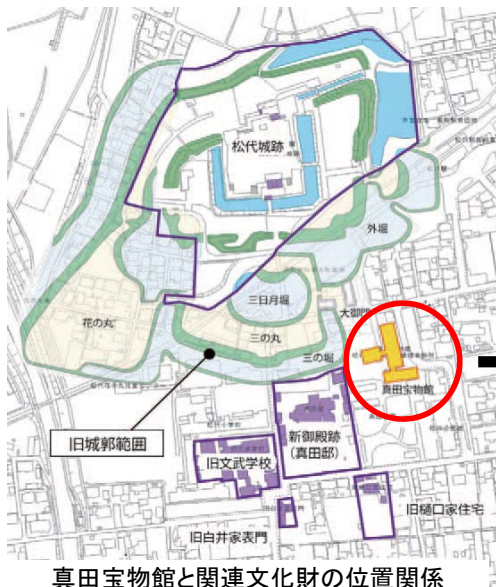 松代城跡
外堀
三日月堀
大御門
花の丸
三の丸
三の堀
真田宝物館
旧城郭範囲
新御殿跡
(真田邸)
旧文武学校
旧樋口家住宅
旧白井家表門
真田宝物館と関連文化財の位置関係